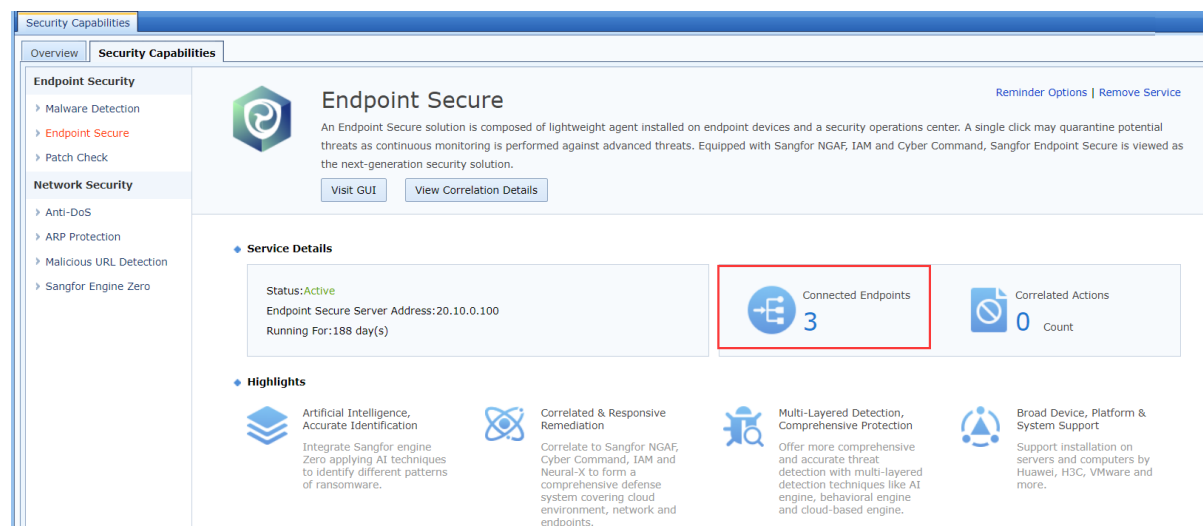 Security Capabilities
Overview
Security Capabilities
Endpoint Security
Malware Detection
Endpoint Secure
Patch Check
Network Security
Anti-DoS
ARP Protection
Malicious URL Detection
Sangfor Engine Zero
Endpoint Secure
Reminder Options | Remove Service
An Endpoint Secure solution is composed of lightweight agent installed on endpoint devices and a security operations center. A single click may quarantine potential
threats as continuous monitoring is performed against advanced threats. Equipped with Sangfor NGAF, IAM and Cyber Command, Sangfor Endpoint Secure is viewed as
the next-generation security solution.
Visit GUI
View Correlation Details
Service Details
Status:Active
Endpoint Secure Server Address:20.10.0.100
Running For:188 day(s)
Connected Endpoints
3
Correlated Actions
0 Count
Highlights
Artificial Intelligence,
Accurate Identification
Integrate Sangfor engine
Zero applying AI techniques
to identify different patterns
of ransomware.
Correlated & Responsive
Remediation
Correlate to Sangfor NGAF,
Cyber Command, IAM and
Neural-X to form a
comprehensive defense
system covering cloud
environment, network and
endpoints.
Multi-Layered Detection,
Comprehensive Protection
Offer more comprehensive
and accurate threat
detection with multi-layered
detection techniques like AI
engine, behavioral engine
and cloud-based engine.
Broad Device, Platform &
System Support
Support installation on
servers and computers by
Huawei, H3C, VMware and
more.